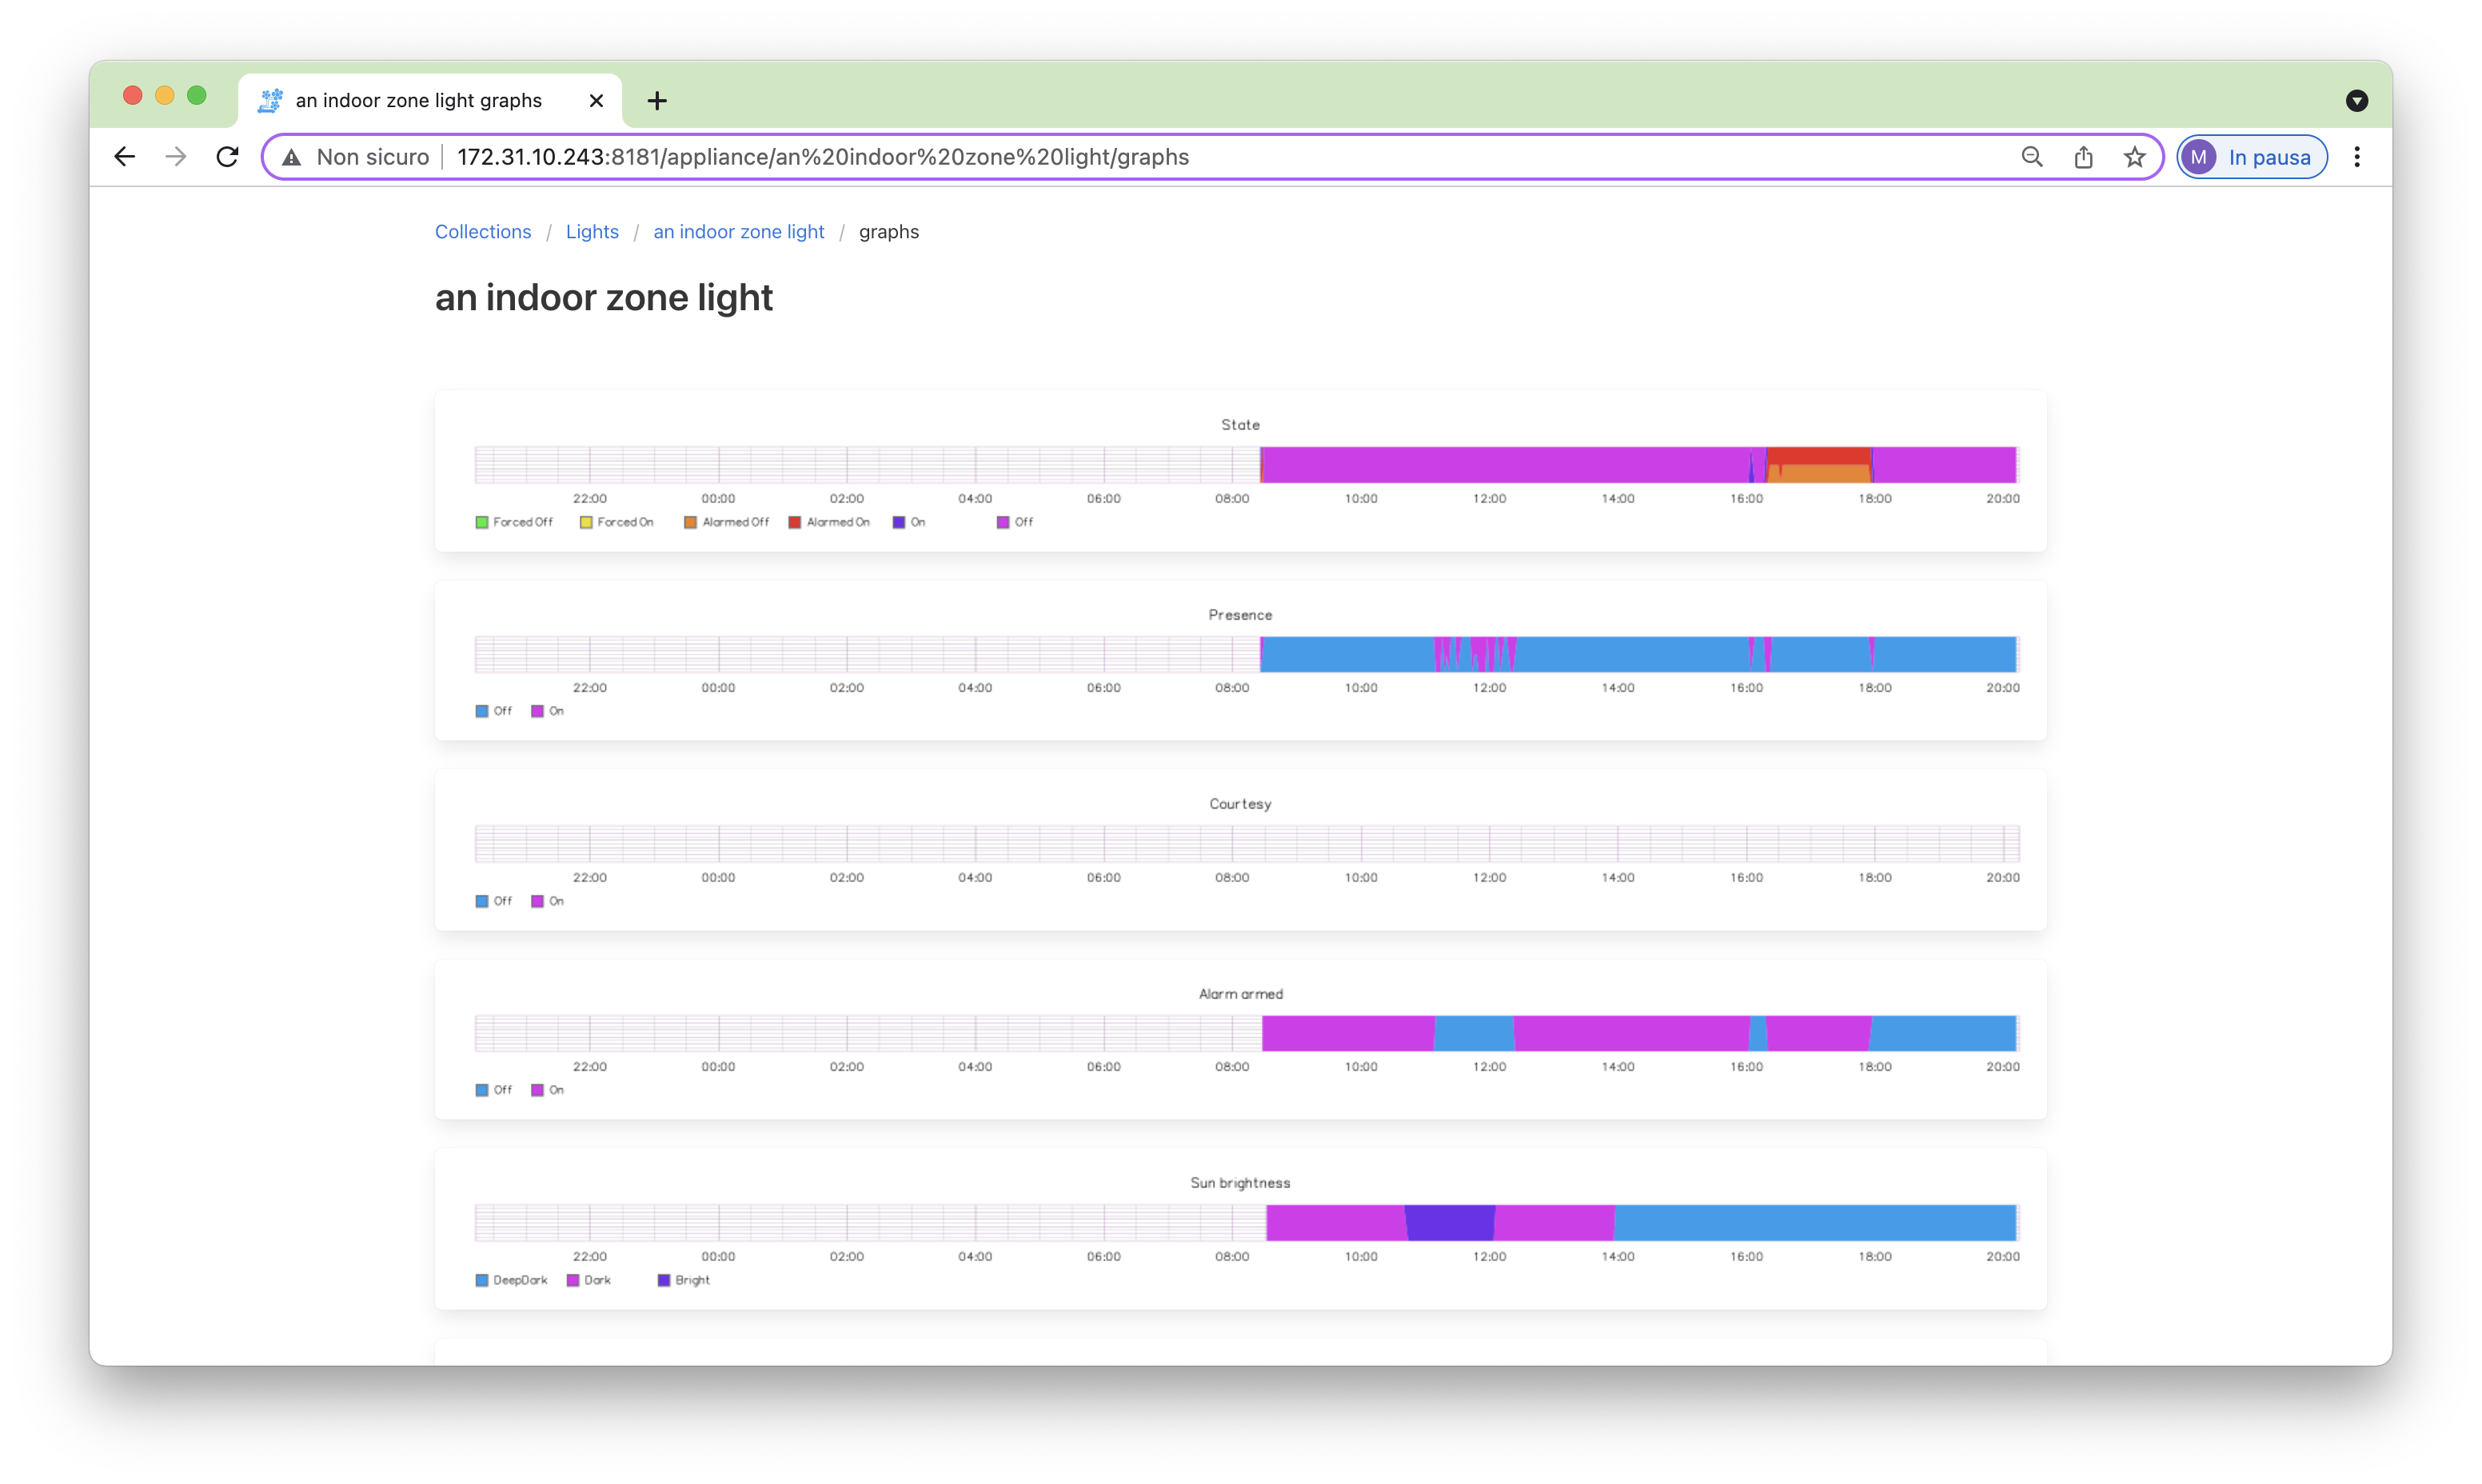 an indoor zone light graphs
Non sicuro 172.31.10.243:8181/appliance/an%20indoor%20zone%20light/graphs M In pausa
Collections / Lights / an indoor zone light / graphs
an indoor zone light
State
22:00 00:00 02:00 04:00 06:00 08:00 10:00 12:00 14:00 16:00 18:00 20:00
Forced Off Forced On Alarmed Off Alarmed On On Off
Presence
22:00 00:00 02:00 04:00 06:00 08:00 10:00 12:00 14:00 16:00 18:00 20:00
Off On
Courtesy
22:00 00:00 02:00 04:00 06:00 08:00 10:00 12:00 14:00 16:00 18:00 20:00
Off On
Alarm armed
22:00 00:00 02:00 04:00 06:00 08:00 10:00 12:00 14:00 16:00 18:00 20:00
Off On
Sun brightness
22:00 00:00 02:00 04:00 06:00 08:00 10:00 12:00 14:00 16:00 18:00 20:00
DeepDark Dark Bright